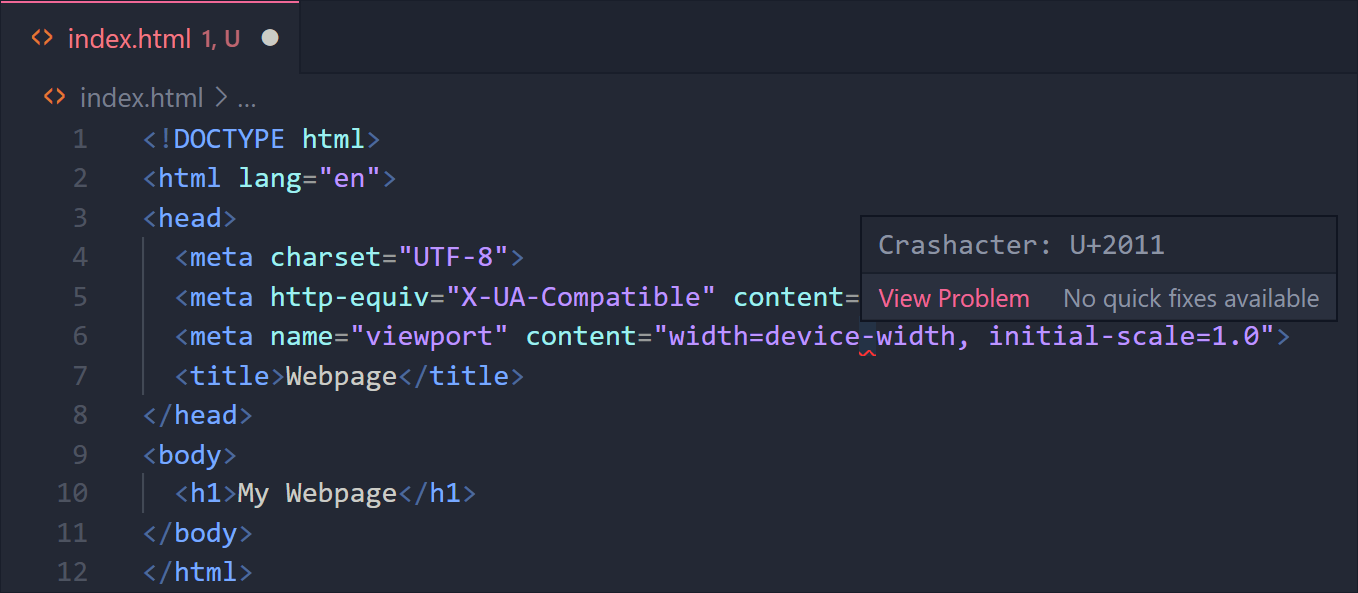 index.html 1, U
index.html > ...
1 <!DOCTYPE html>
2 <html lang="en">
3 <head>
4 <meta charset="UTF-8">
5 <meta http-equiv="X-UA-Compatible" content=
6 <meta name="viewport" content="width=device‑width, initial-scale=1.0">
7 <title>Webpage</title>
8 </head>
9 <body>
10 <h1>My Webpage</h1>
11 </body>
12 </html>
Crashacter: U+2011
View Problem No quick fixes available